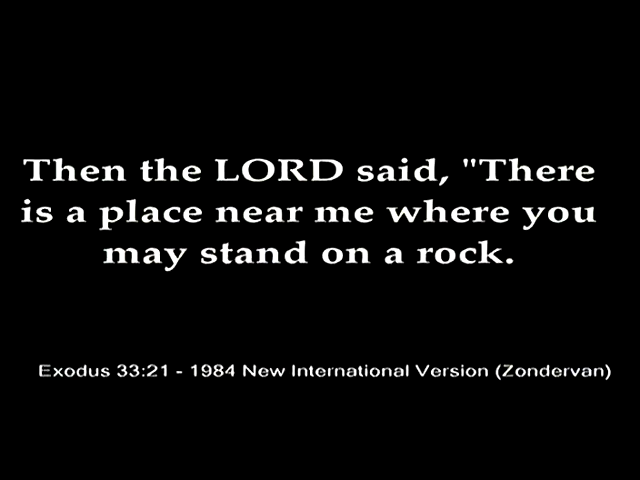 Then the LORD said, "There
is a place near me where you
may stand on a rock.
Exodus 33:21 - 1984 New International Version (Zondervan)